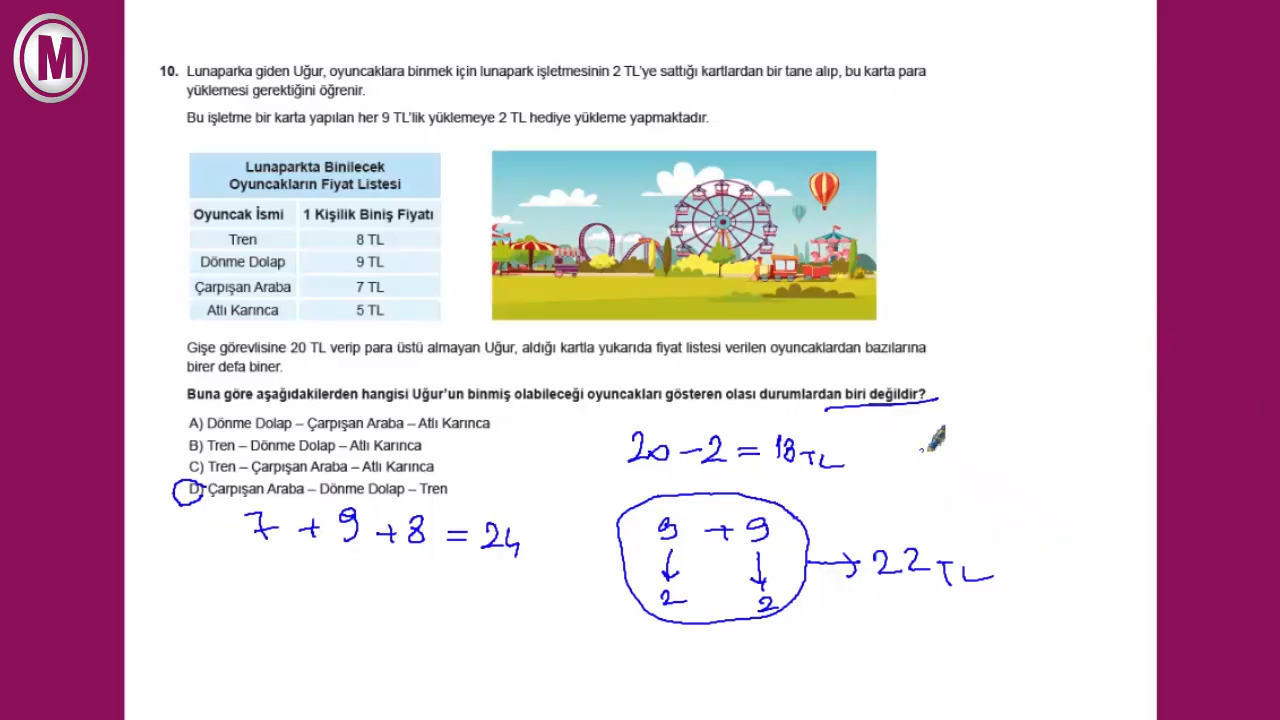 M
10. Lunaparka giden Uğur, oyuncaklara binmek için lunapark işletmesinin 2 TL'ye sattığı kartlardan bir tane alıp, bu karta para
yüklemesi gerektiğini öğrenir.
Bu işletme bir karta yapılan her 9 TL'lik yüklemeye 2 TL hediye yükleme yapmaktadır.
Lunaparkta Binilecek
Oyuncakların Fiyat Listesi
Oyuncak İsmi 1 Kişilik Biniş Fiyatı
Tren 8 TL
Dönme Dolap 9 TL
Çarpışan Araba 7 TL
Atlı Karınca 5 TL
Gişe görevlisine 20 TL verip para üstü almayan Uğur, aldığı kartla yukarıda fiyat listesi verilen oyuncaklardan bazılarına
birer defa biner.
Buna göre aşağıdakilerden hangisi Uğur'un binmiş olabileceği oyuncakları gösteren olası durumlardan biri değildir?
A) Dönme Dolap – Çarpışan Araba – Atlı Karınca
B) Tren – Dönme Dolap – Atlı Karınca
C) Tren – Çarpışan Araba – Atlı Karınca
D) Çarpışan Araba – Dönme Dolap – Tren
20 - 2 = 18 TL
7 + 9 + 8 = 24
9 + 9
2 2
22 TL